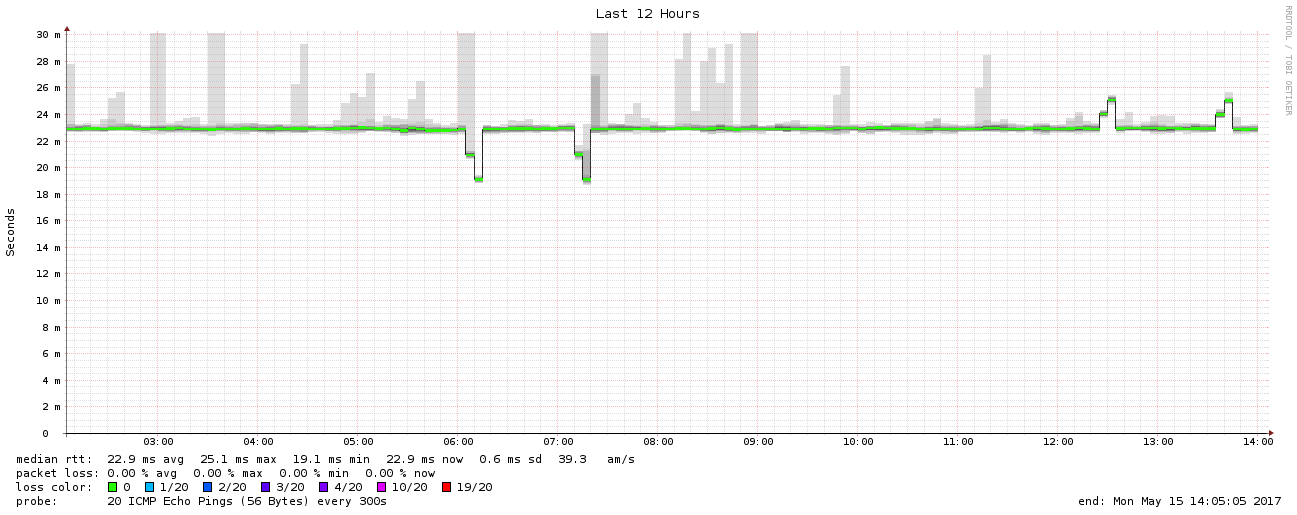 Last 12 Hours
RRDTOOL / TOBI OETIKER
Seconds
30 m
28 m
26 m
24 m
22 m
20 m
18 m
16 m
14 m
12 m
10 m
8 m
6 m
4 m
2 m
0
03:00 04:00 05:00 06:00 07:00 08:00 09:00 10:00 11:00 12:00 13:00 14:00
median rtt: 22.9 ms avg 25.1 ms max 19.1 ms min 22.9 ms now 0.6 ms sd 39.3 am/s
packet loss: 0.00 % avg 0.00 % max 0.00 % min 0.00 % now
loss color: 0 1/20 2/20 3/20 4/20 10/20 19/20
probe: 20 ICMP Echo Pings (56 Bytes) every 300s end: Mon May 15 14:05:05 2017